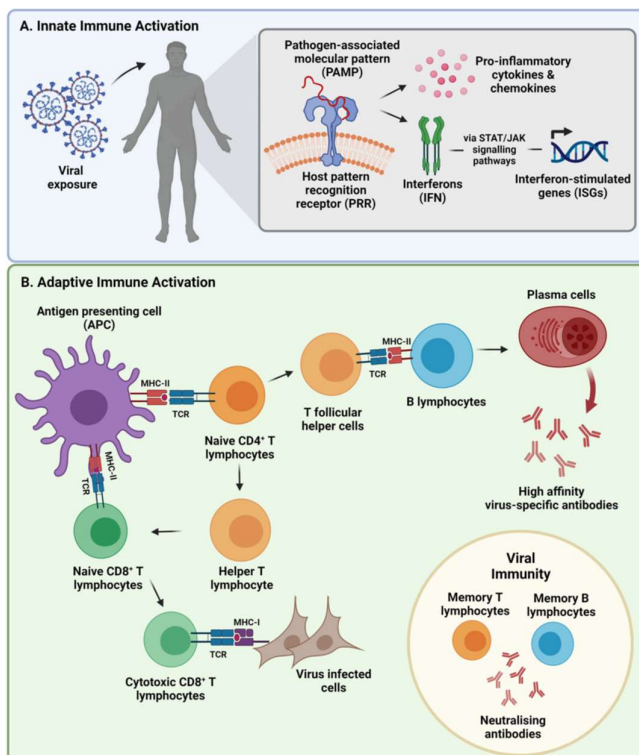 A. Innate Immune Activation
Viral
exposure
Pathogen-associated
molecular pattern
(PAMP)
Host pattern
recognition
receptor (PRR)
Pro-inflammatory
cytokines &
chemokines
Interferons
(IFN)
via STAT/JAK
signalling
pathways
Interferon-stimulated
genes (ISGs)
B. Adaptive Immune Activation
Antigen presenting cell
(APC)
MHC-II
TCR
Naive CD4⁺ T
lymphocytes
TCR
MHC-II
T follicular
helper cells
B lymphocytes
Plasma cells
High affinity
virus-specific antibodies
MHC-II
TCR
Naive CD8⁺ T
lymphocytes
Helper T
lymphocyte
Cytotoxic CD8⁺ T
lymphocytes
TCR
MHC-I
Virus infected
cells
Viral
Immunity
Memory T
lymphocytes
Memory B
lymphocytes
Neutralising
antibodies